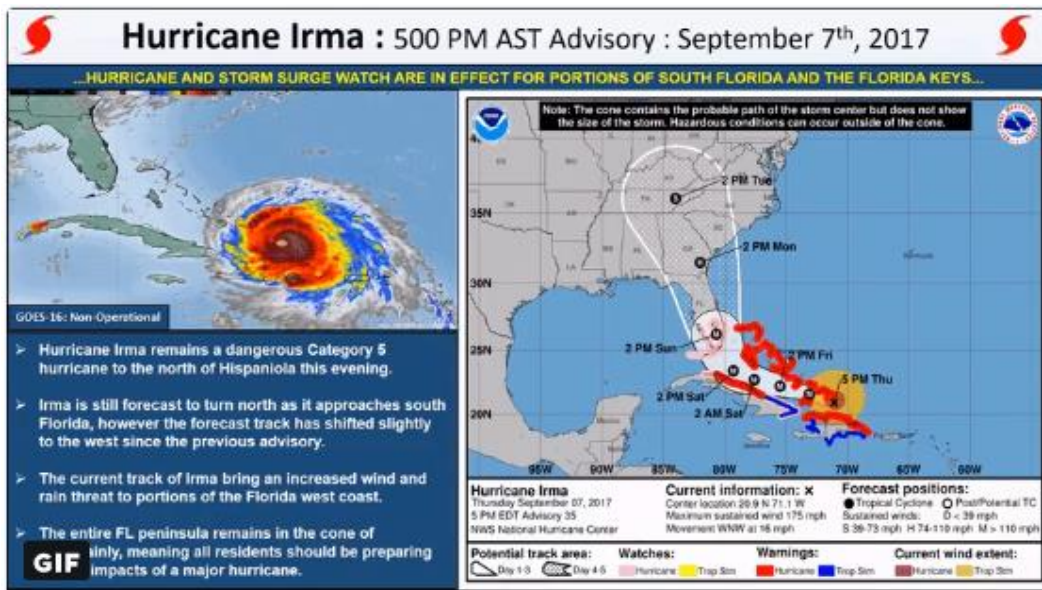 Hurricane Irma : 500 PM AST Advisory : September 7th, 2017
...HURRICANE AND STORM SURGE WATCH ARE IN EFFECT FOR PORTIONS OF SOUTH FLORIDA AND THE FLORIDA KEYS...
GOES-16: Non-Operational
Hurricane Irma remains a dangerous Category 5
hurricane to the north of Hispaniola this evening.
Irma is still forecast to turn north as it approaches south
Florida, however the forecast track has shifted slightly
to the west since the previous advisory.
The current track of Irma bring an increased wind and
rain threat to portions of the Florida west coast.
The entire FL peninsula remains in the cone of
meaning all residents should be preparing
impacts of a major hurricane.
GIF
Note: The cone contains the probable path of the storm center but does not show
the size of the storm. Hazardous conditions can occur outside of the cone.
2 PM Tue
35N
2 PM Mon
30N
2 PM Sun
25N
2 PM Fri
5 PM Thu
2 PM Sat
2 AM Sat
20N
95W 90W 85W 80W 75W 70W 65W 60W
Hurricane Irma
Thursday September 07, 2017
5 PM EDT Advisory 35
NWS National Hurricane Center
Current information: x
Center location 20.9 N 71.1 W
Maximum sustained wind 175 mph
Movement WNW at 16 mph
Forecast positions:
Tropical Cyclone Post/Potential TC
Sustained winds: D < 39 mph
S 39-73 mph H 74-110 mph M > 110 mph
Potential track area:
Day 1-3 Day 4-5
Watches:
Hurricane Trop Stm
Warnings:
Hurricane Trop Stm
Current wind extent:
Hurricane Trop Stm